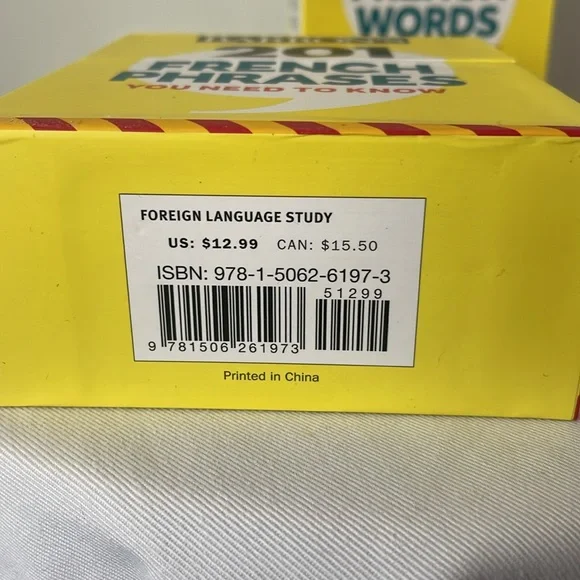 201
FRENCH
PHRASES
YOU NEED TO KNOW
WORDS
FOREIGN LANGUAGE STUDY
US: $12.99 CAN: $15.50
ISBN: 978-1-5062-6197-3
51299
9 781506 261973
Printed in China